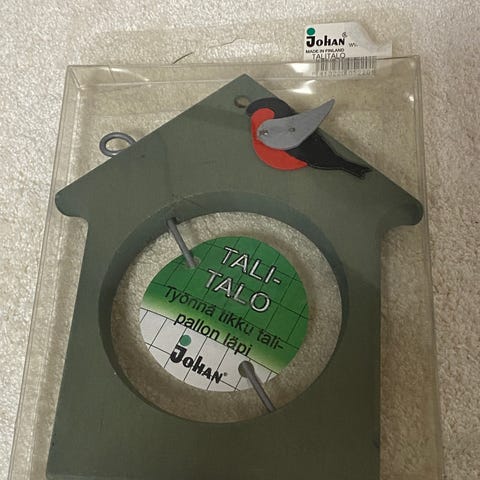 JOHAN®
MADE IN FINLAND
TALITALO
TALI-
TALO
Työnnä tikku tali-
pallon läpi
JOHAN®